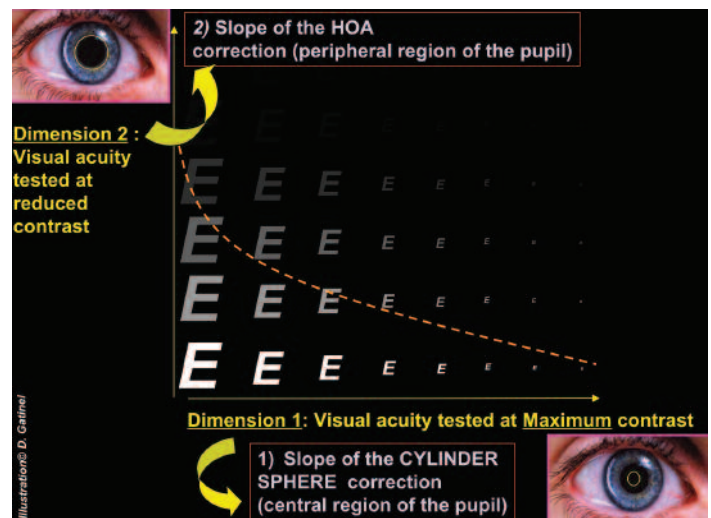 2) Slope of the HOA
correction (peripheral region of the pupil)
Dimension 2 :
Visual acuity
tested at
reduced
contrast
E E E E E E
E E E E E E
E E E E E E
E E E E E E
Dimension 1: Visual acuity tested at Maximum contrast
1) Slope of the CYLINDER
SPHERE correction
(central region of the pupil)
Illustration© D. Gatinel